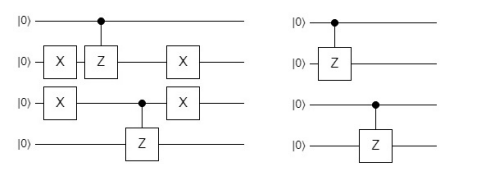 |0⟩ |0⟩
|0⟩ X Z X |0⟩ Z
|0⟩ X X |0⟩
|0⟩ Z |0⟩ Z